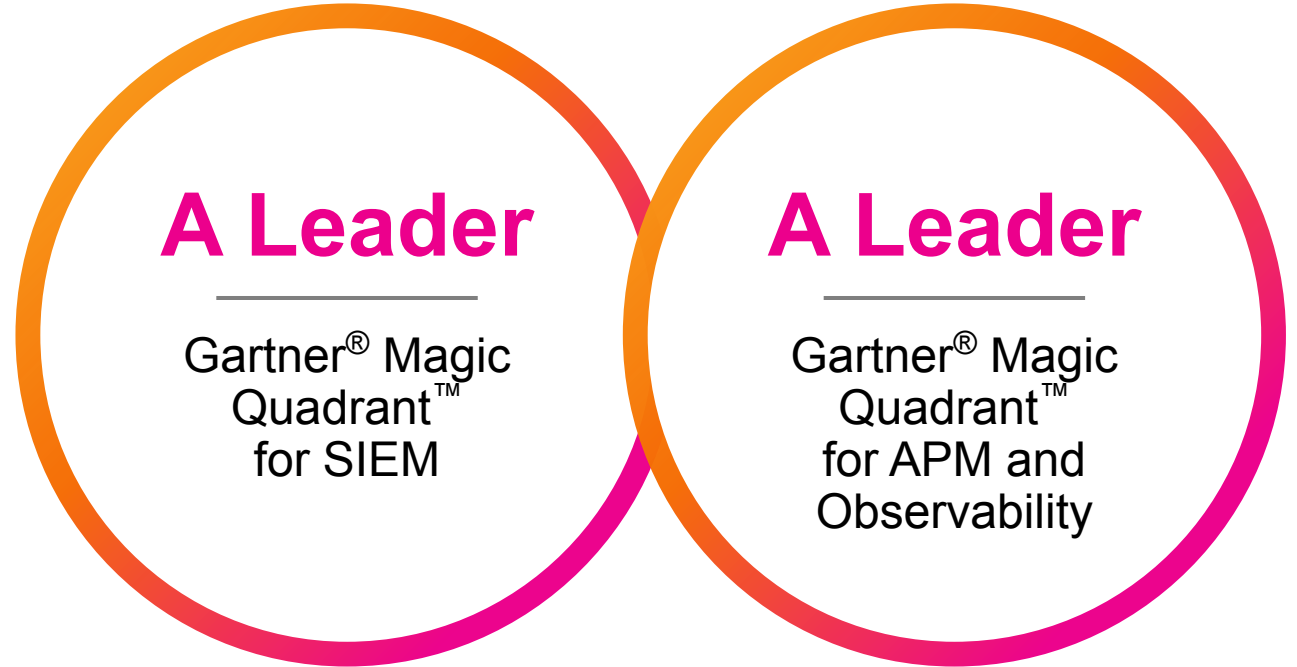 A Leader
Gartner® Magic
Quadrant™
for SIEM
A Leader
Gartner® Magic
Quadrant™
for APM and
Observability